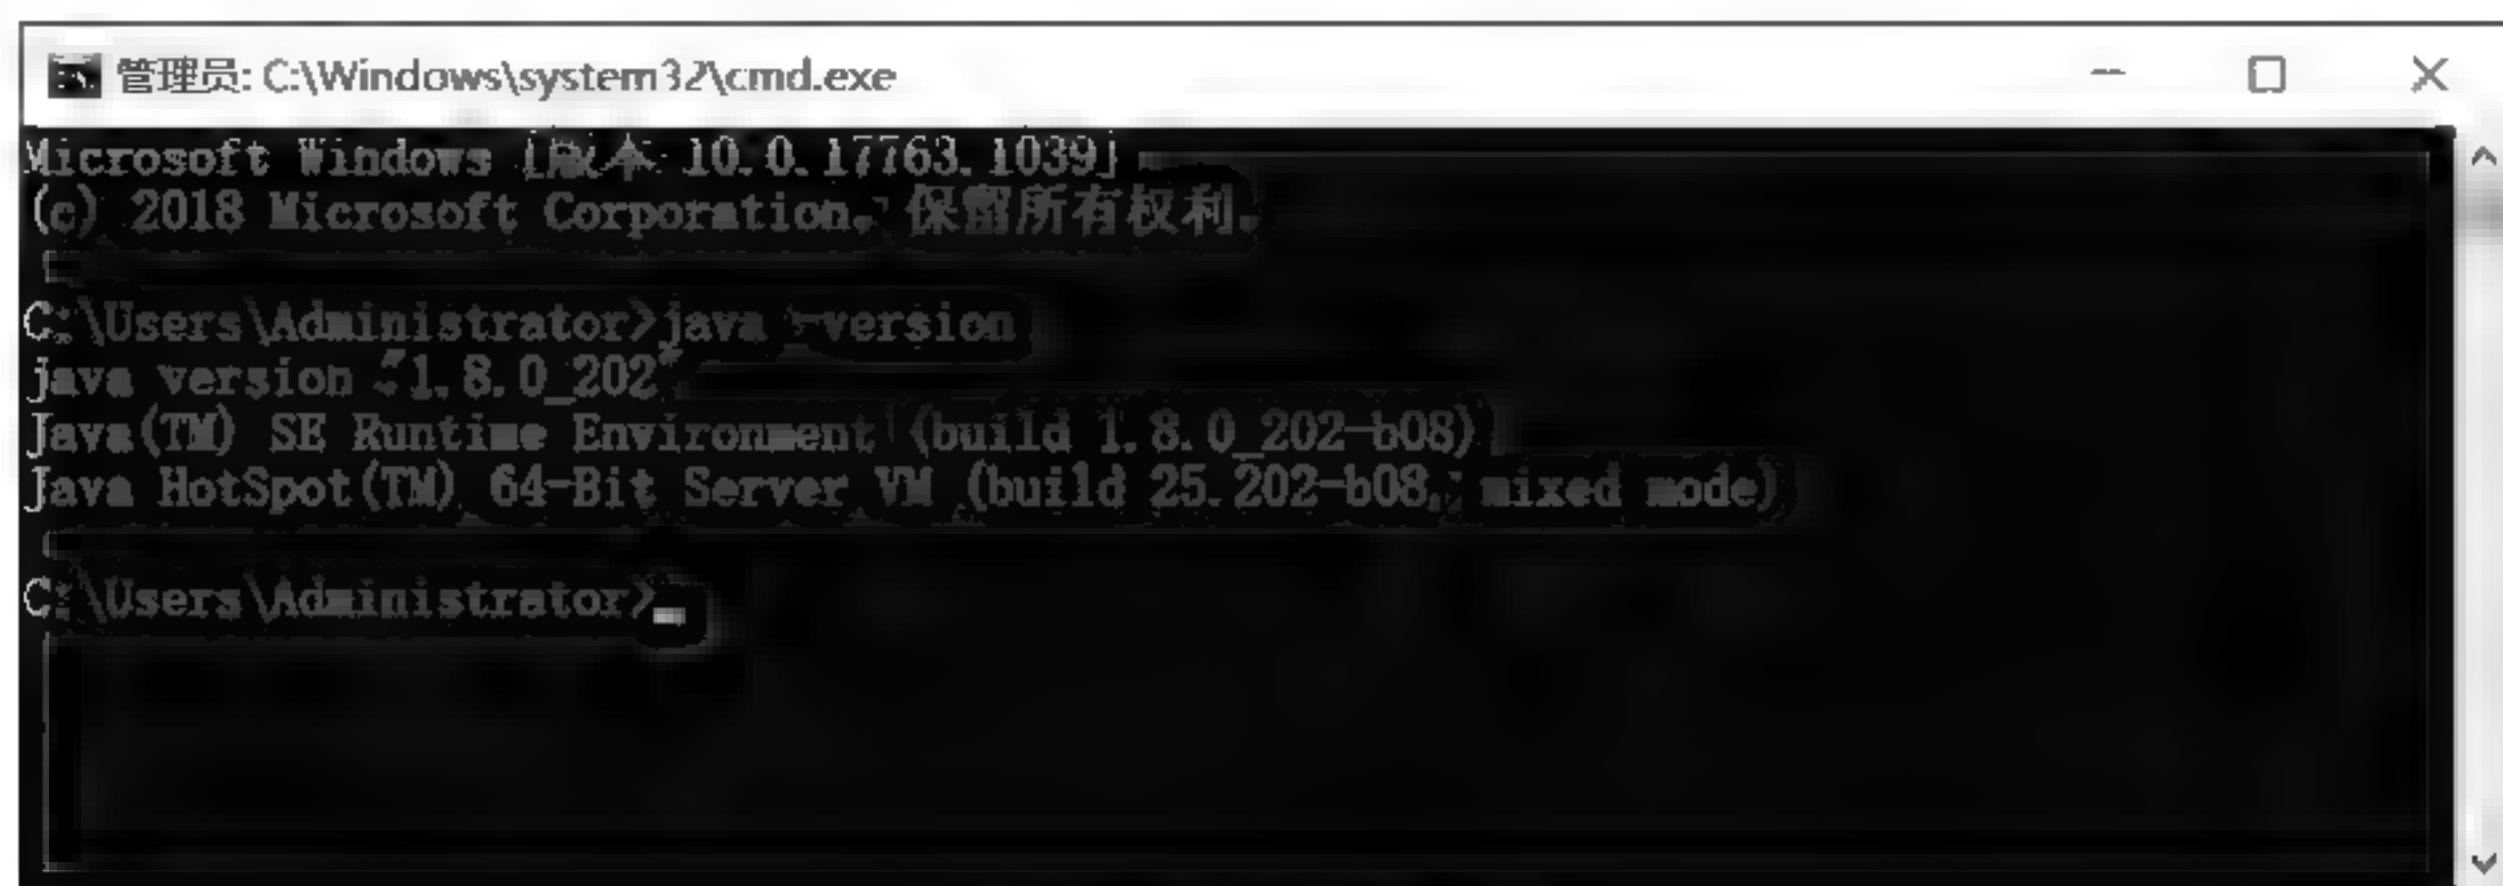 管理员: C:\Windows\system32\cmd.exe
Microsoft Windows [版本 10.0.17763.1039]
(c) 2018 Microsoft Corporation。保留所有权利。
C:\Users\Administrator>java -version
java version "1.8.0_202"
Java(TM) SE Runtime Environment (build 1.8.0_202-b08)
Java HotSpot(TM) 64-Bit Server VM (build 25.202-b08, mixed mode)
C:\Users\Administrator>